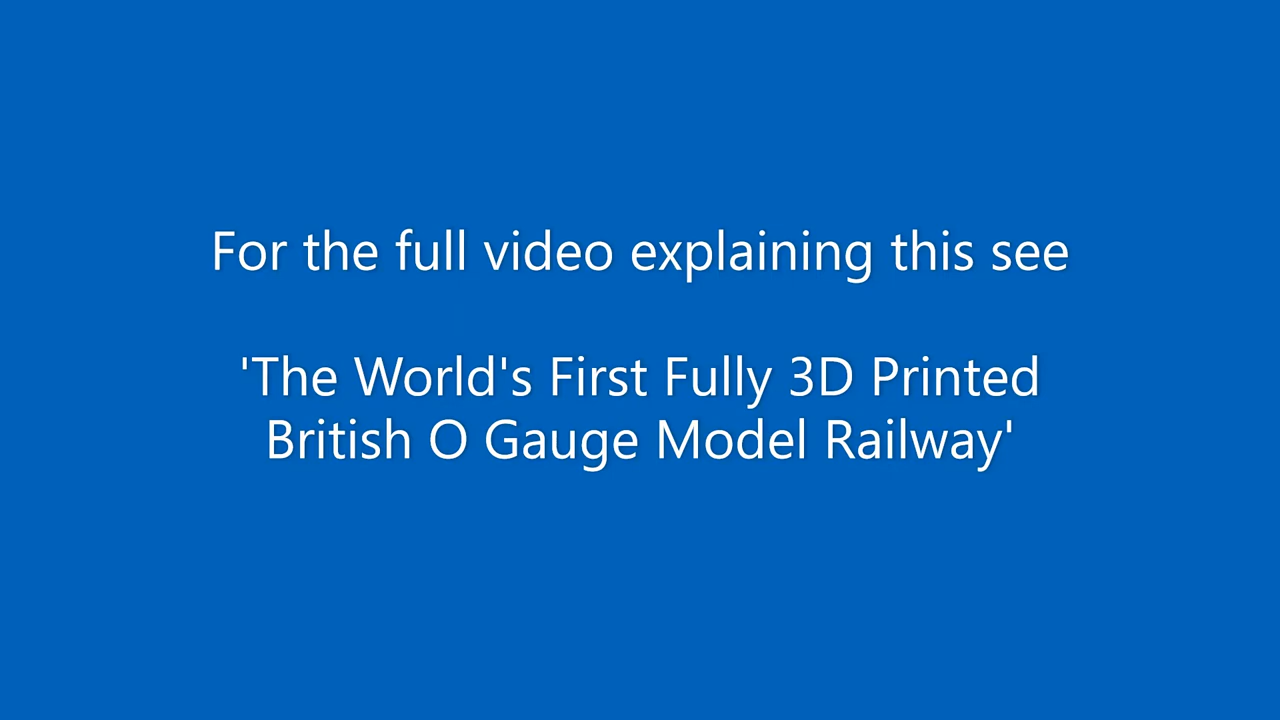 For the full video explaining this see
'The World's First Fully 3D Printed
British O Gauge Model Railway'